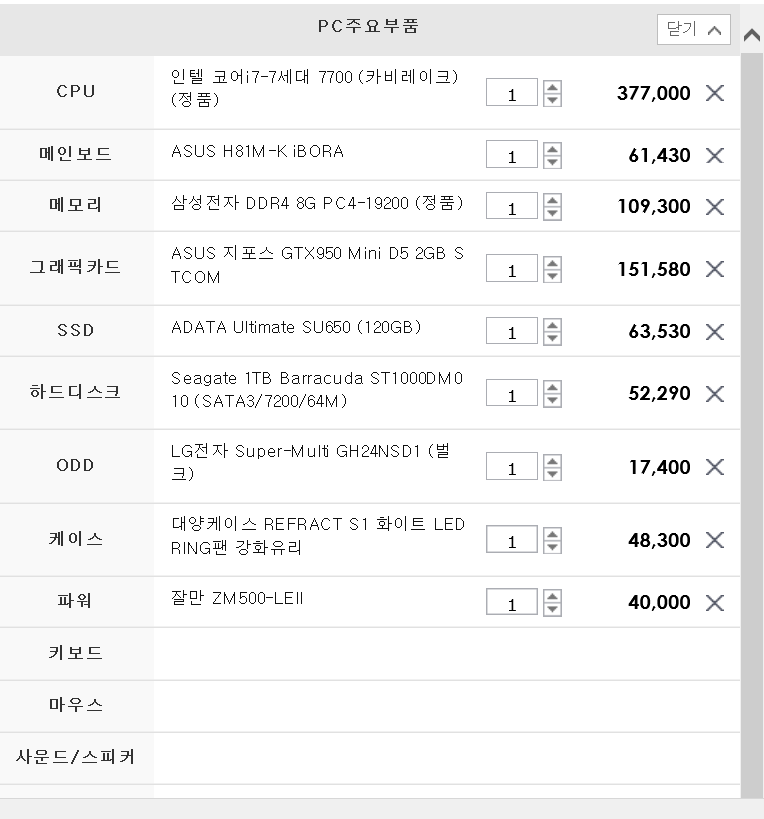 PC주요부품
닫기
CPU
인텔 코어i7-7세대 7700 (카비레이크)
(정품)
1
377,000
메인보드
ASUS H81M-K iBORA
1
61,430
메모리
삼성전자 DDR4 8G PC4-19200 (정품)
1
109,300
그래픽카드
ASUS 지포스 GTX950 Mini D5 2GB S
TCOM
1
151,580
SSD
ADATA Ultimate SU650 (120GB)
1
63,530
하드디스크
Seagate 1TB Barracuda ST1000DM0
10 (SATA3/7200/64M)
1
52,290
ODD
LG전자 Super-Multi GH24NSD1 (벌
크)
1
17,400
케이스
대양케이스 REFRACT S1 화이트 LED
RING팬 강화유리
1
48,300
파워
잘만 ZM500-LEII
1
40,000
키보드
마우스
사운드/스피커